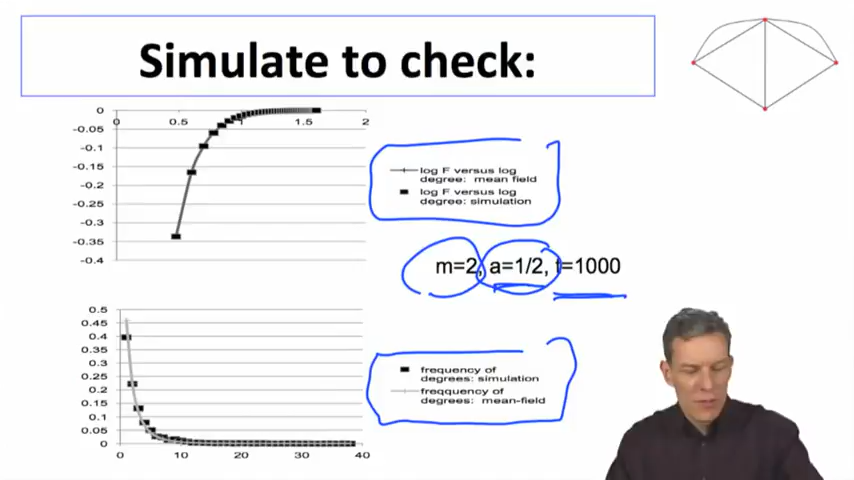 Simulate to check:
0
0 0.5 1.5 2
-0.05
-0.1
-0.15
-0.2
-0.25
-0.3
-0.35
-0.4
log F versus log
degree: mean field
log F versus log
degree: simulation
m=2, a=1/2, t=1000
0.5
0.45
0.4
0.35
0.3
0.25
0.2
0.15
0.1
0.05
0
0 10 20 30 40
frequency of
degrees: simulation
freqquency of
degrees: mean-field